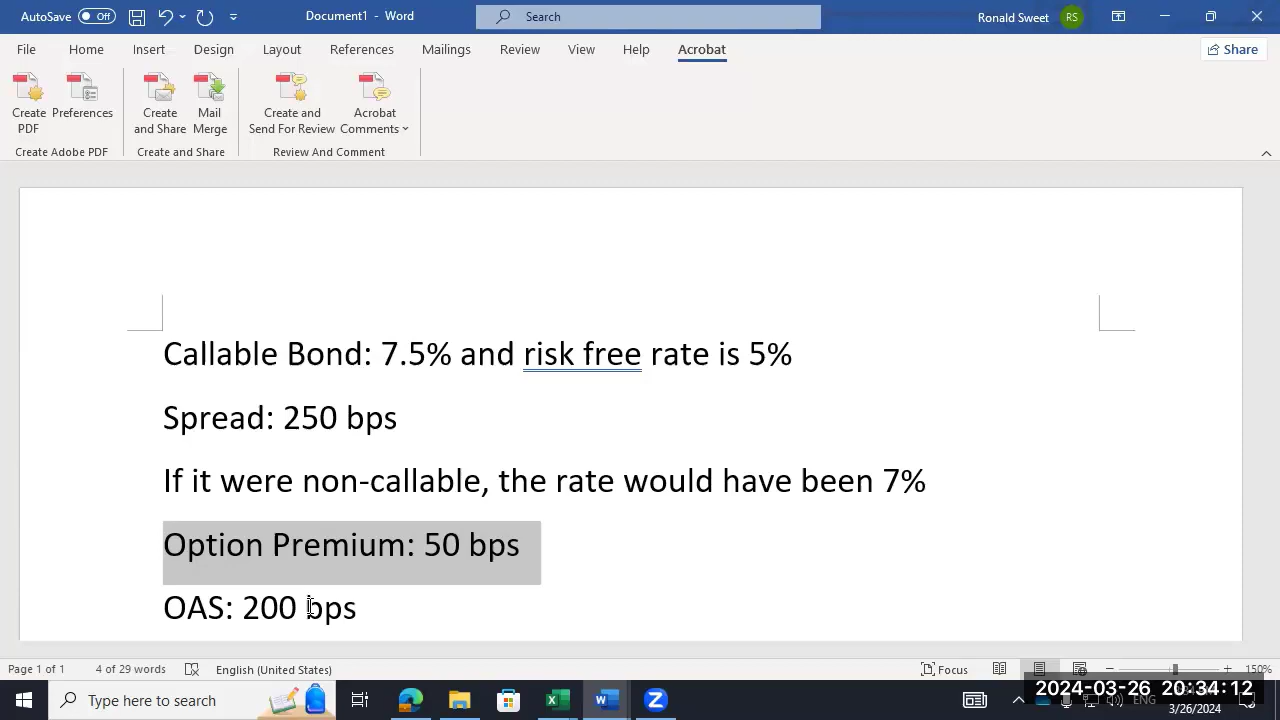 AutoSave Off Document1 - Word Search Ronald Sweet RS
File Home Insert Design Layout References Mailings Review View Help Acrobat Share
Create PDF
Preferences
Create and Share
Mail Merge
Create and Send For Review
Acrobat Comments
Create Adobe PDF Create and Share Review And Comment
Callable Bond: 7.5% and risk free rate is 5%
Spread: 250 bps
If it were non-callable, the rate would have been 7%
Option Premium: 50 bps
OAS: 200 bps
Page 1 of 1 4 of 29 words English (United States) Focus 150%
Type here to search
2024-03-26 20:34:12
ENG
3/26/2024